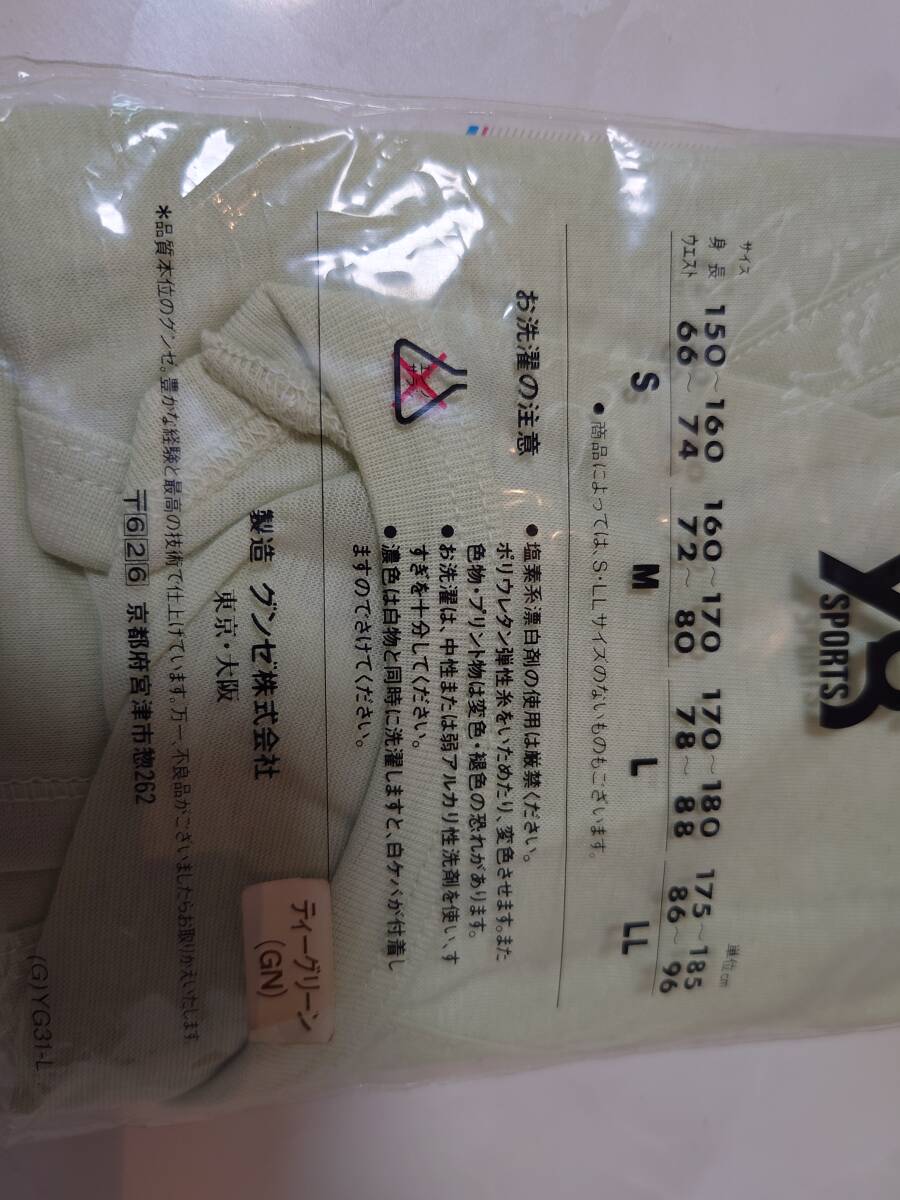 YG
SPORTS
単位cm
サイズ
身長 150〜160 160〜170 170〜180 175〜185
ウエスト 66〜74 72〜80 78〜88 86〜96
S M L LL
●商品によっては、S・LLサイズのないものもございます。
お洗濯の注意
●塩素系漂白剤の使用は厳禁ください。
ポリウレタン弾性糸をいためたり、変色させます。また
色物・プリント物は変色・褪色の恐れがあります。
●お洗濯は、中性または弱アルカリ性洗剤を使い、す
すぎを十分してください。
●濃色は白物と同時に洗濯しますと、白ケバが付着し
ますのでさけてください。
エンソ
サラシ
製造 グンゼ株式会社
東京・大阪
ティーグリーン
(GN)
*品質本位のグンゼ。豊かな経験と最高の技術で仕上げています。万一、不良品がございましたらお取りかえいたします
〒626 京都府宮津市惣262
(G)YG31-L